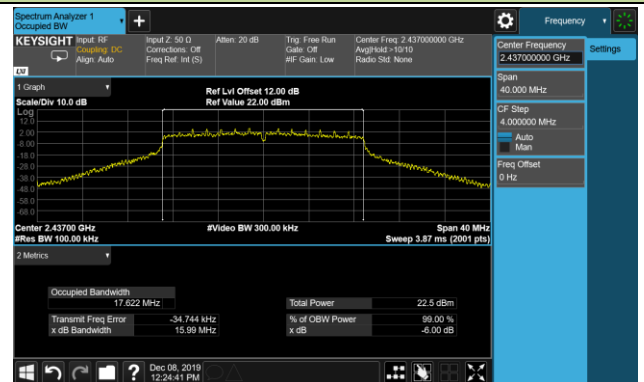 Spectrum Analyzer 1
Occupied BW
Frequency
KEYSIGHT
Input: RF
Coupling: DC
Align: Auto
Input Z: 50 Ω
Corrections: Off
Freq Ref: Int (S)
Atten: 20 dB
Trig: Free Run
Gate: Off
#IF Gain: Low
Center Freq: 2.437000000 GHz
Avg|Hold:>10/10
Radio Std: None
LXI
Center Frequency
2.437000000 GHz
Settings
Span
40.000 MHz
CF Step
4.000000 MHz
Auto
Man
Freq Offset
0 Hz
1 Graph
Ref Lvl Offset 12.00 dB
Scale/Div 10.0 dB
Ref Value 22.00 dBm
Log
12.0
2.00
-8.00
-18.0
-28.0
-38.0
-48.0
-58.0
-68.0
Center 2.43700 GHz
#Video BW 300.00 kHz
Span 40 MHz
#Res BW 100.00 kHz
Sweep 3.87 ms (2001 pts)
2 Metrics
Occupied Bandwidth
17.622 MHz
Total Power 22.5 dBm
Transmit Freq Error -34.744 kHz
% of OBW Power 99.00 %
x dB Bandwidth 15.99 MHz
x dB -6.00 dB
?
Dec 08, 2019
12:24:41 PM